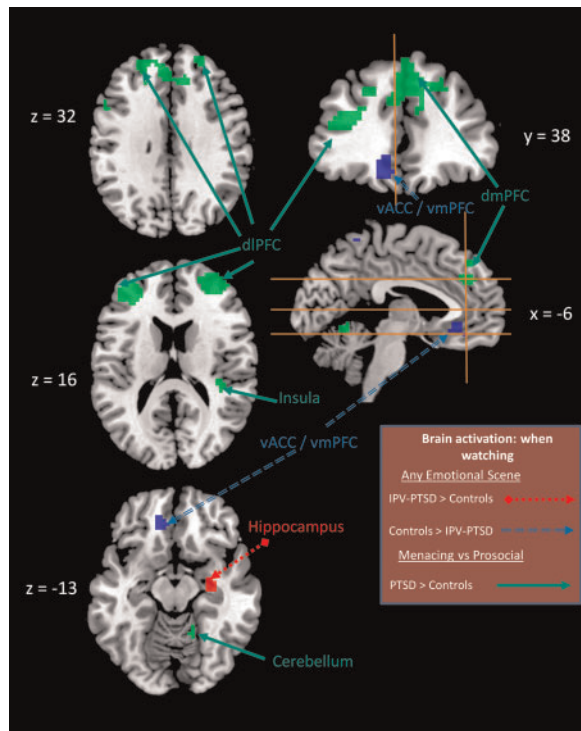 z = 32
y = 38
dmPFC
vACC / vmPFC
dlPFC
x = -6
z = 16
Insula
vACC / vmPFC
Brain activation: when
watching
Any Emotional Scene
IPV-PTSD > Controls
Controls > IPV-PTSD
Menacing vs Prosocial
PTSD > Controls
Hippocampus
z = -13
Cerebellum